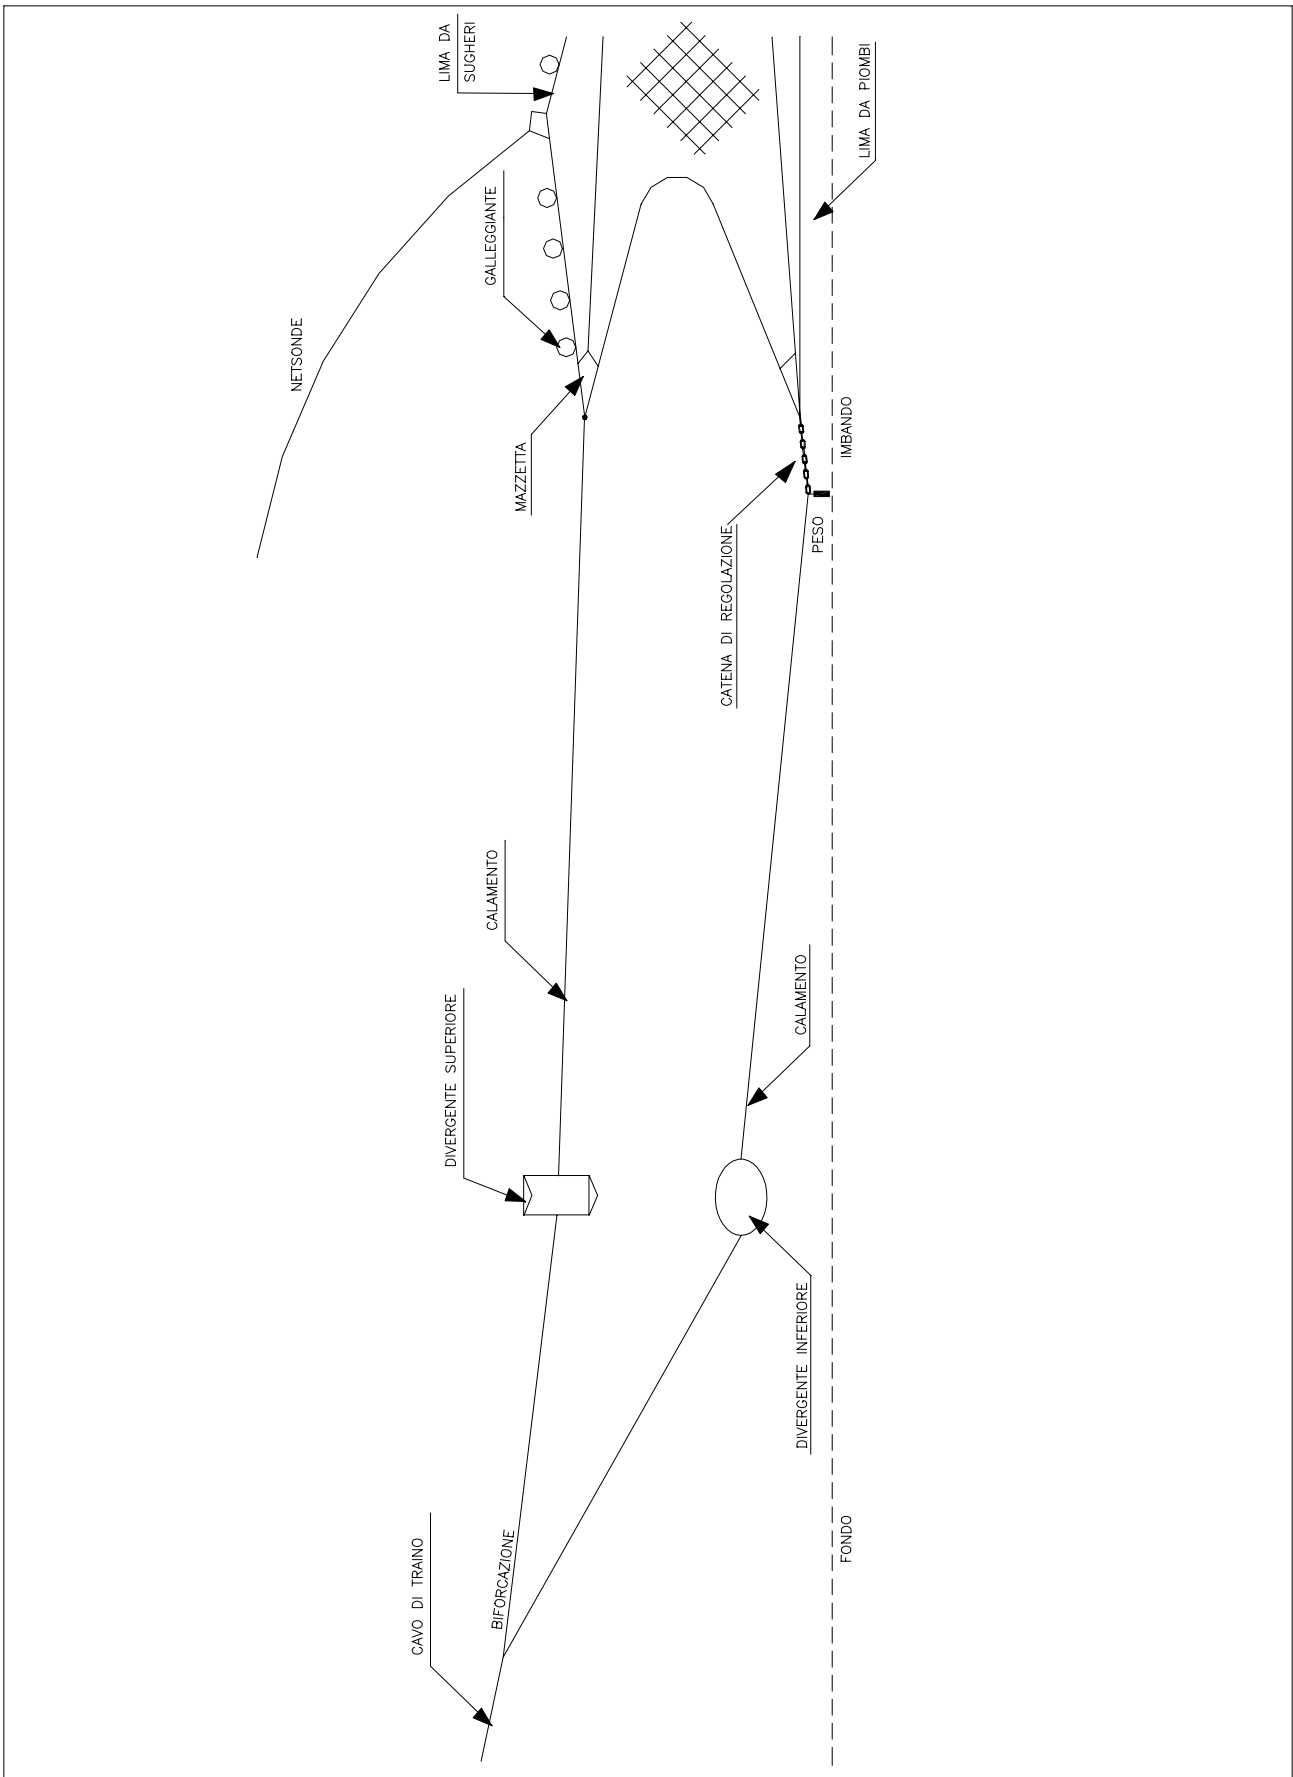 NETSONDE
LIMA DA
SUGHERI
GALLEGGIANTE
MAZZETTA
LIMA DA PIOMBI
IMBANDO
PESO
CATENA DI REGOLAZIONE
CALAMENTO
CALAMENTO
DIVERGENTE SUPERIORE
DIVERGENTE INFERIORE
BIFORCAZIONE
CAVO DI TRAINO
FONDO